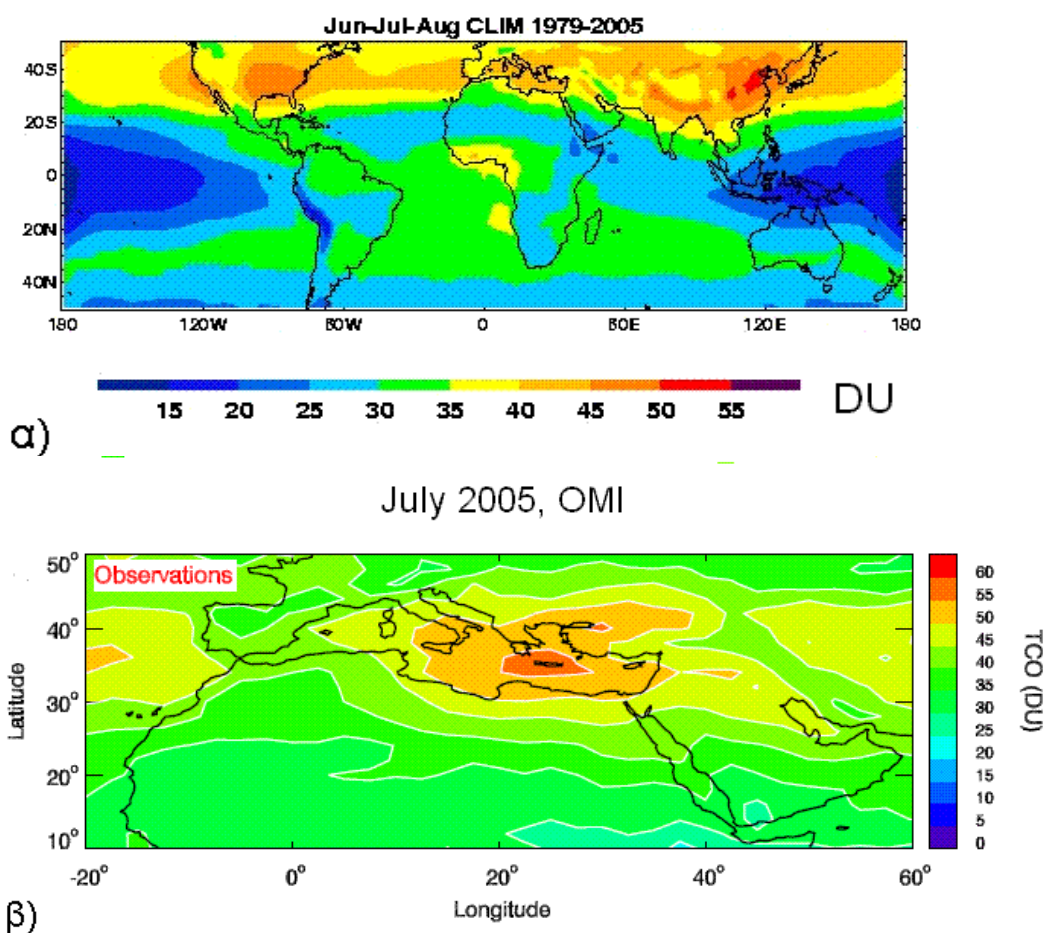 Jun-Jul-Aug CLIM 1979-2005
40S
20S
0
20N
40N
180 120W 60W 0 60E 120E 180
15 20 25 30 35 40 45 50 55 DU
α)
July 2005, OMI
Observations
50°
40°
30°
20°
10°
Latitude
-20° 0° 20° 40° 60°
Longitude
60
55
50
45
40
35
30
25
20
15
10
5
0
TCO (DU)
β)